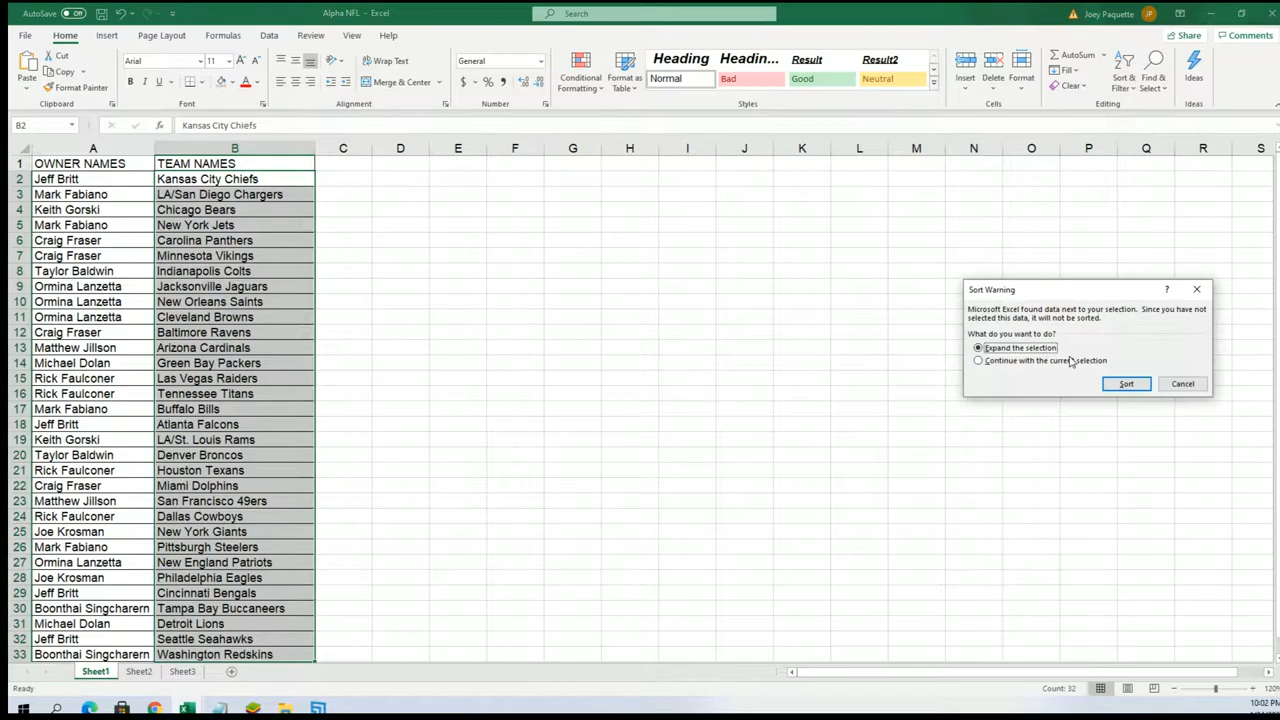 AutoSave Off Alpha NFL - Excel Search Joey Paquette JP
File Home Insert Page Layout Formulas Data Review View Help Share Comments
Paste Cut Copy Format Painter Clipboard
Arial 11 B I U Font
Wrap Text Merge & Center Alignment
General $ % Number
Conditional Formatting Format as Table
Heading Headin... Result Result2
Normal Bad Good Neutral Styles
Insert Delete Format Cells
AutoSum Fill Clear Sort & Filter Find & Select Editing
Ideas Ideas
B2 fx Kansas City Chiefs
A B C D E F G H I J K L M N O P Q R S
1 OWNER NAMES TEAM NAMES
2 Jeff Britt Kansas City Chiefs
3 Mark Fabiano LA/San Diego Chargers
4 Keith Gorski Chicago Bears
5 Mark Fabiano New York Jets
6 Craig Fraser Carolina Panthers
7 Craig Fraser Minnesota Vikings
8 Taylor Baldwin Indianapolis Colts
9 Ormina Lanzetta Jacksonville Jaguars
10 Ormina Lanzetta New Orleans Saints
11 Ormina Lanzetta Cleveland Browns
12 Craig Fraser Baltimore Ravens
13 Matthew Jillson Arizona Cardinals
14 Michael Dolan Green Bay Packers
15 Rick Faulconer Las Vegas Raiders
16 Rick Faulconer Tennessee Titans
17 Mark Fabiano Buffalo Bills
18 Jeff Britt Atlanta Falcons
19 Keith Gorski LA/St. Louis Rams
20 Taylor Baldwin Denver Broncos
21 Rick Faulconer Houston Texans
22 Craig Fraser Miami Dolphins
23 Matthew Jillson San Francisco 49ers
24 Rick Faulconer Dallas Cowboys
25 Joe Krosman New York Giants
26 Mark Fabiano Pittsburgh Steelers
27 Ormina Lanzetta New England Patriots
28 Joe Krosman Philadelphia Eagles
29 Jeff Britt Cincinnati Bengals
30 Boonthai Singcharern Tampa Bay Buccaneers
31 Michael Dolan Detroit Lions
32 Jeff Britt Seattle Seahawks
33 Boonthai Singcharern Washington Redskins
Sort Warning ?
Microsoft Excel found data next to your selection. Since you have not
selected this data, it will not be sorted.
What do you want to do?
Expand the selection
Continue with the current selection
Sort Cancel
Sheet1 Sheet2 Sheet3
Ready Count: 32 120%
10:02 PM